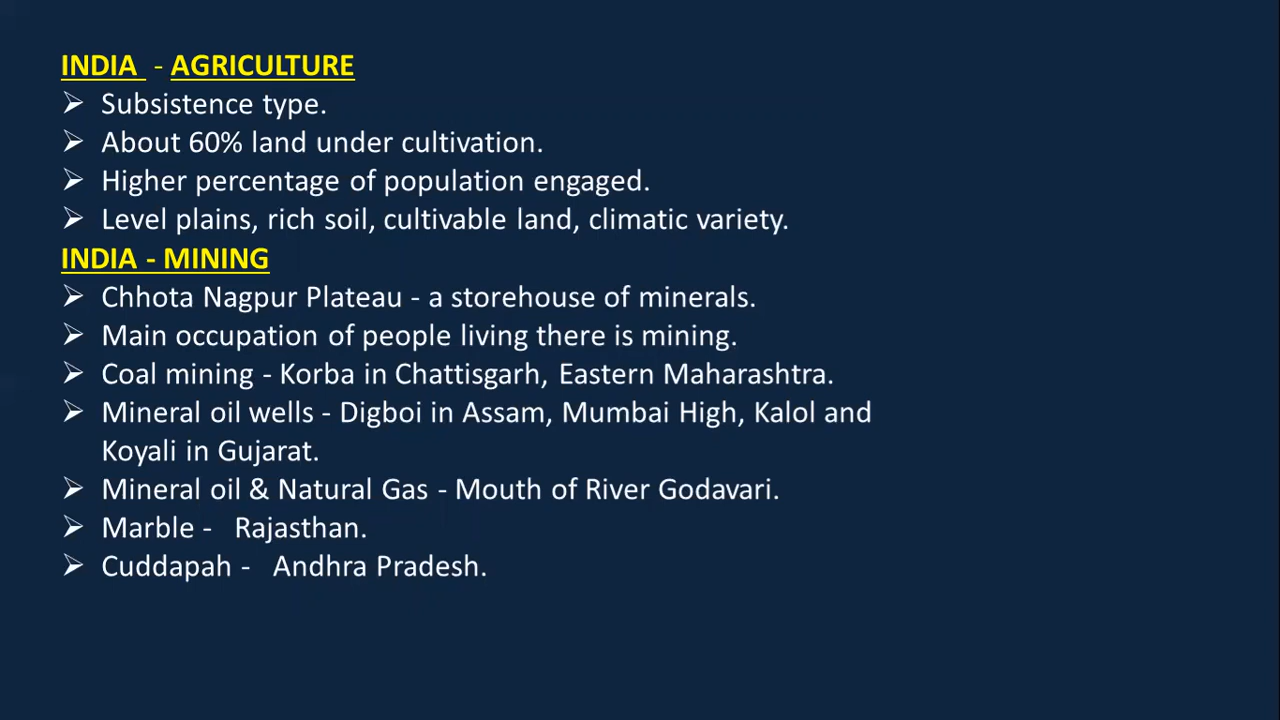 INDIA - AGRICULTURE
➢ Subsistence type.
➢ About 60% land under cultivation.
➢ Higher percentage of population engaged.
➢ Level plains, rich soil, cultivable land, climatic variety.
INDIA - MINING
➢ Chhota Nagpur Plateau - a storehouse of minerals.
➢ Main occupation of people living there is mining.
➢ Coal mining - Korba in Chattisgarh, Eastern Maharashtra.
➢ Mineral oil wells - Digboi in Assam, Mumbai High, Kalol and
Koyali in Gujarat.
➢ Mineral oil & Natural Gas - Mouth of River Godavari.
➢ Marble - Rajasthan.
➢ Cuddapah - Andhra Pradesh.